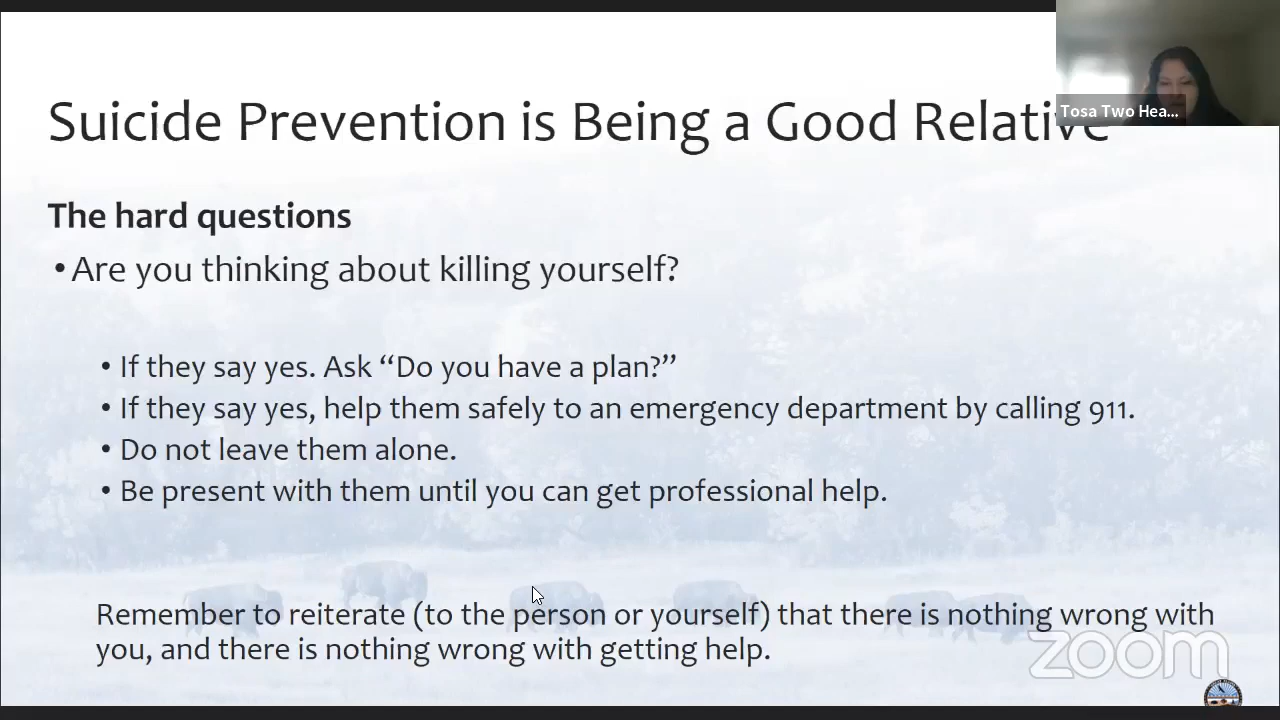 Suicide Prevention is Being a Good Relative
Tosa Two Hea...
The hard questions
• Are you thinking about killing yourself?
• If they say yes. Ask “Do you have a plan?”
• If they say yes, help them safely to an emergency department by calling 911.
• Do not leave them alone.
• Be present with them until you can get professional help.
Remember to reiterate (to the person or yourself) that there is nothing wrong with
you, and there is nothing wrong with getting help.
zoom